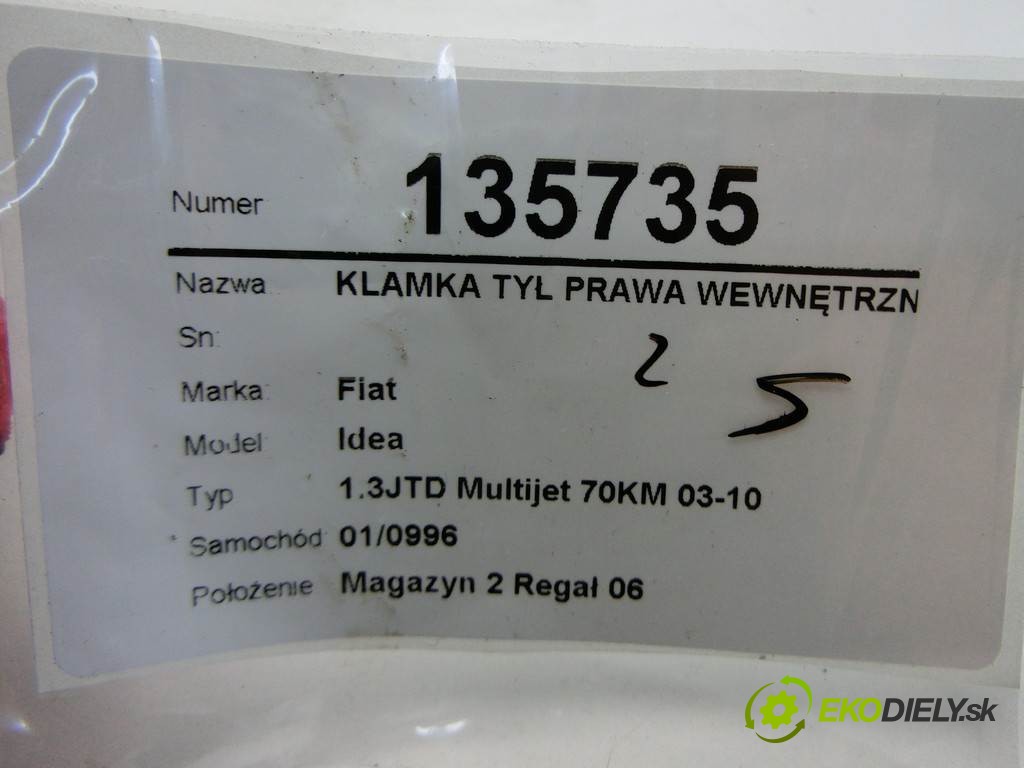 Numer 135735
Nazwa KLAMKA TYŁ PRAWA WEWNĘTRZN
Sn:
2
Marka: Fiat
5
Model: Idea
Typ 1.3JTD Multijet 70KM 03-10
Samochód 01/0996
Położenie Magazyn 2 Regał 06
EKODIELY.sk